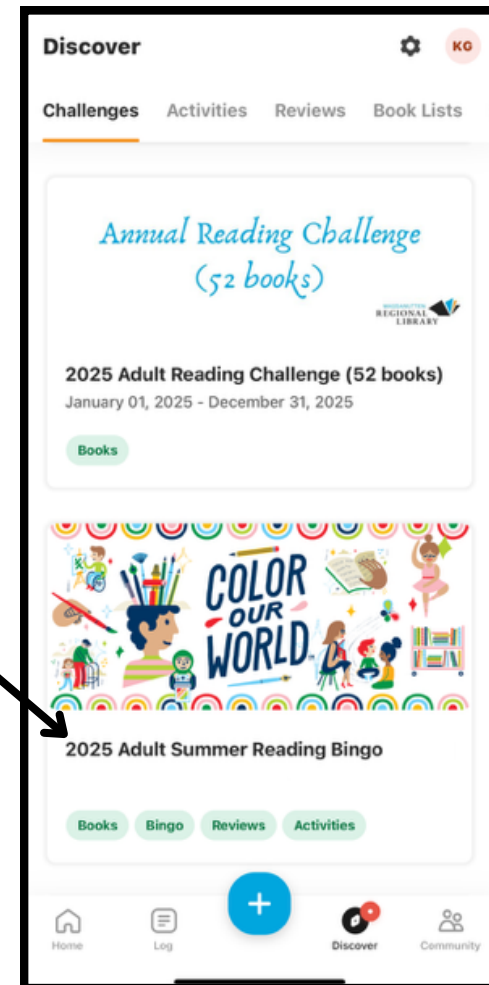 Discover
KG
Challenges Activities Reviews Book Lists
Annual Reading Challenge
(52 books)
MASSANUTTEN
REGIONAL
LIBRARY
2025 Adult Reading Challenge (52 books)
January 01, 2025 - December 31, 2025
Books
COLOR
OUR
WORLD
2025 Adult Summer Reading Bingo
Books Bingo Reviews Activities
+
Home Log Discover Community